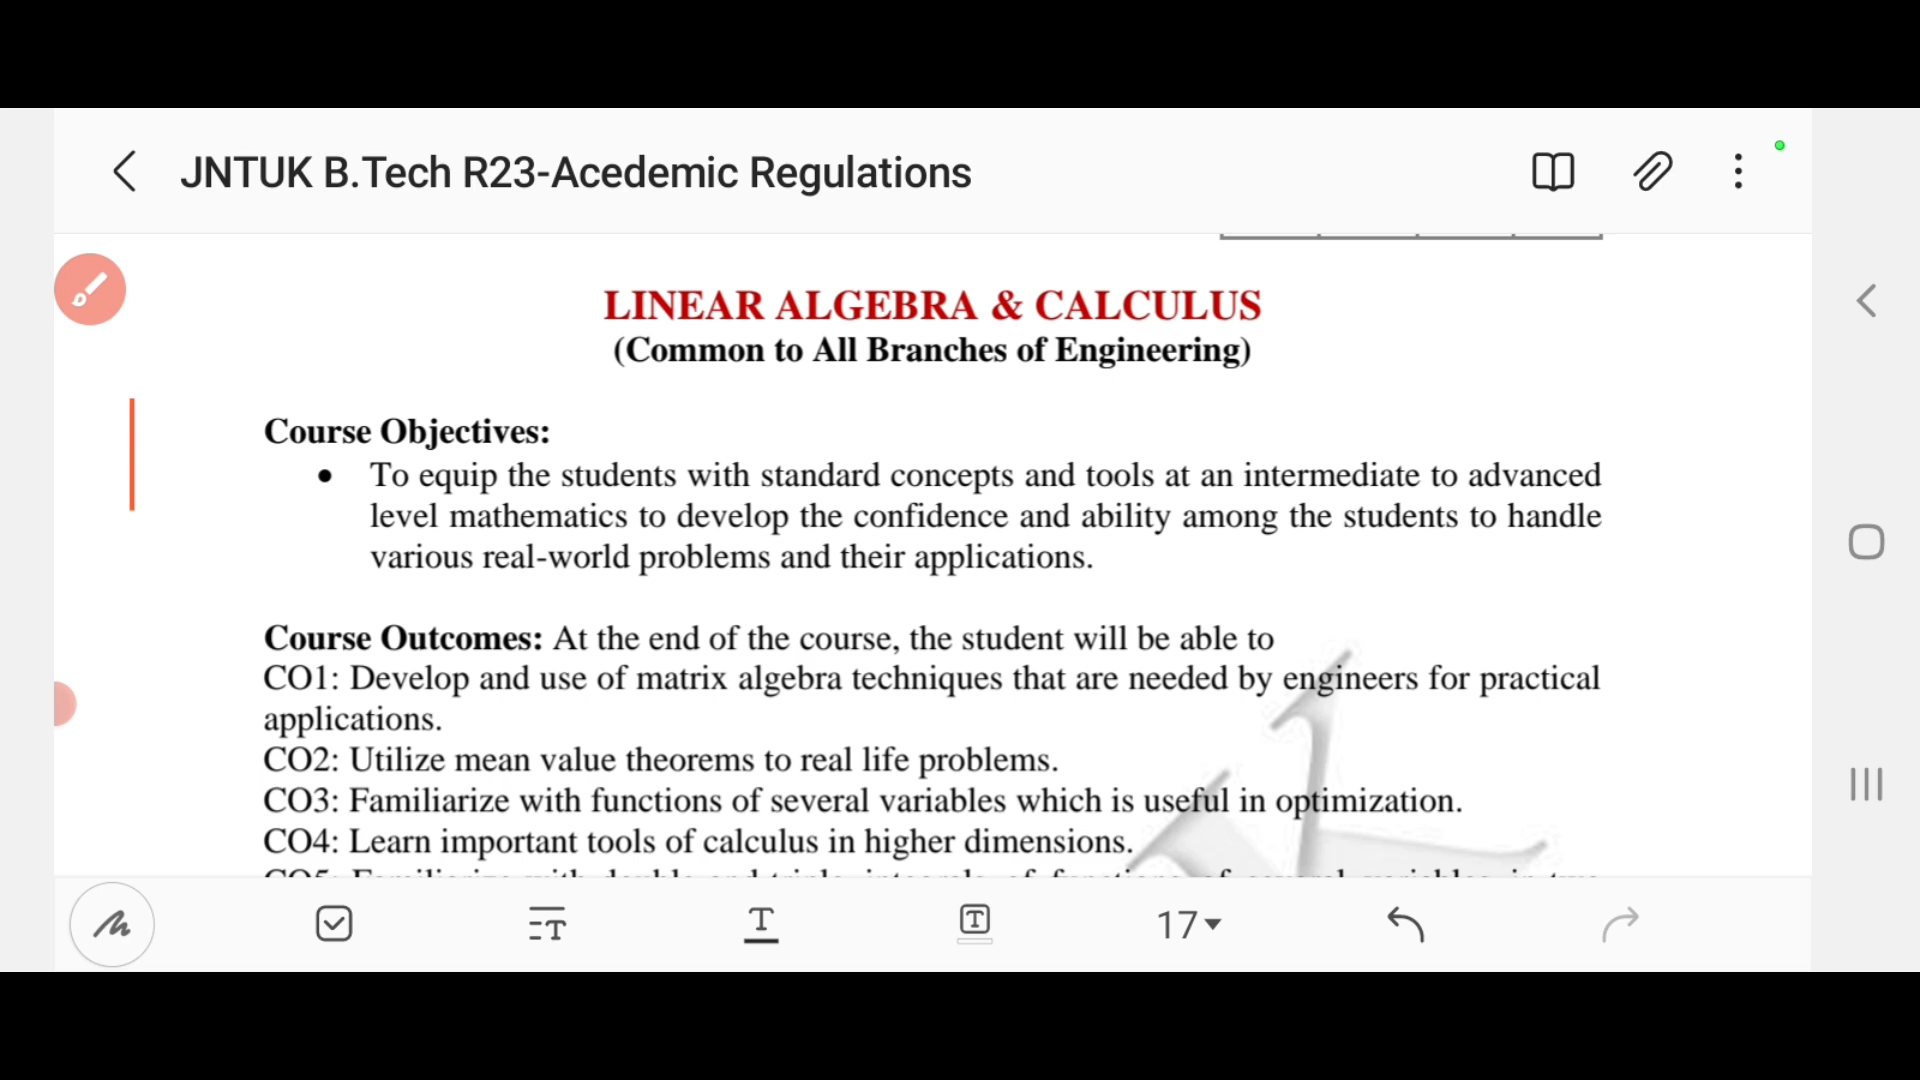 JNTUK B.Tech R23-Acedemic Regulations
LINEAR ALGEBRA & CALCULUS
(Common to All Branches of Engineering)
Course Objectives:
• To equip the students with standard concepts and tools at an intermediate to advanced
level mathematics to develop the confidence and ability among the students to handle
various real-world problems and their applications.
Course Outcomes: At the end of the course, the student will be able to
CO1: Develop and use of matrix algebra techniques that are needed by engineers for practical
applications.
CO2: Utilize mean value theorems to real life problems.
CO3: Familiarize with functions of several variables which is useful in optimization.
CO4: Learn important tools of calculus in higher dimensions.
17